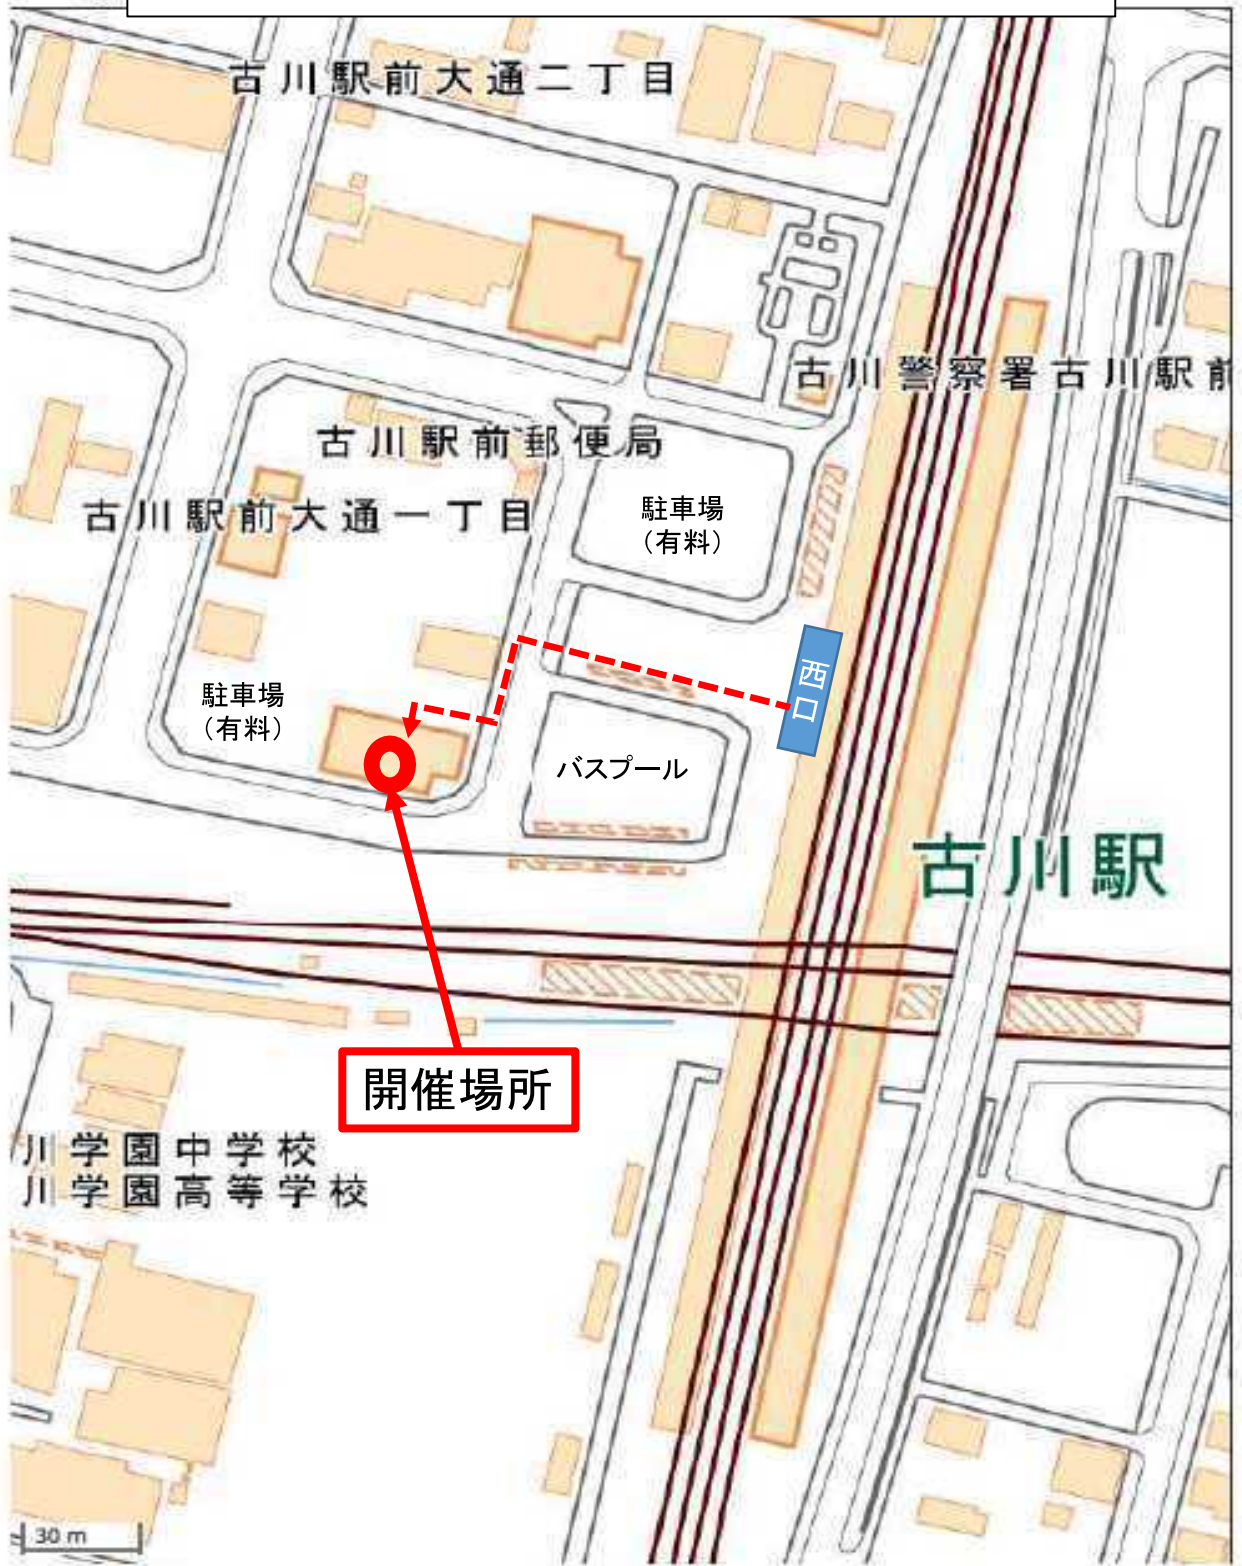 古川駅前大通二丁目
古川警察署古川駅前
古川駅前郵便局
古川駅前大通一丁目
駐車場
（有料）
西口
駐車場
（有料）
バスプール
古川駅
開催場所
川学園中学校
川学園高等学校
30 m